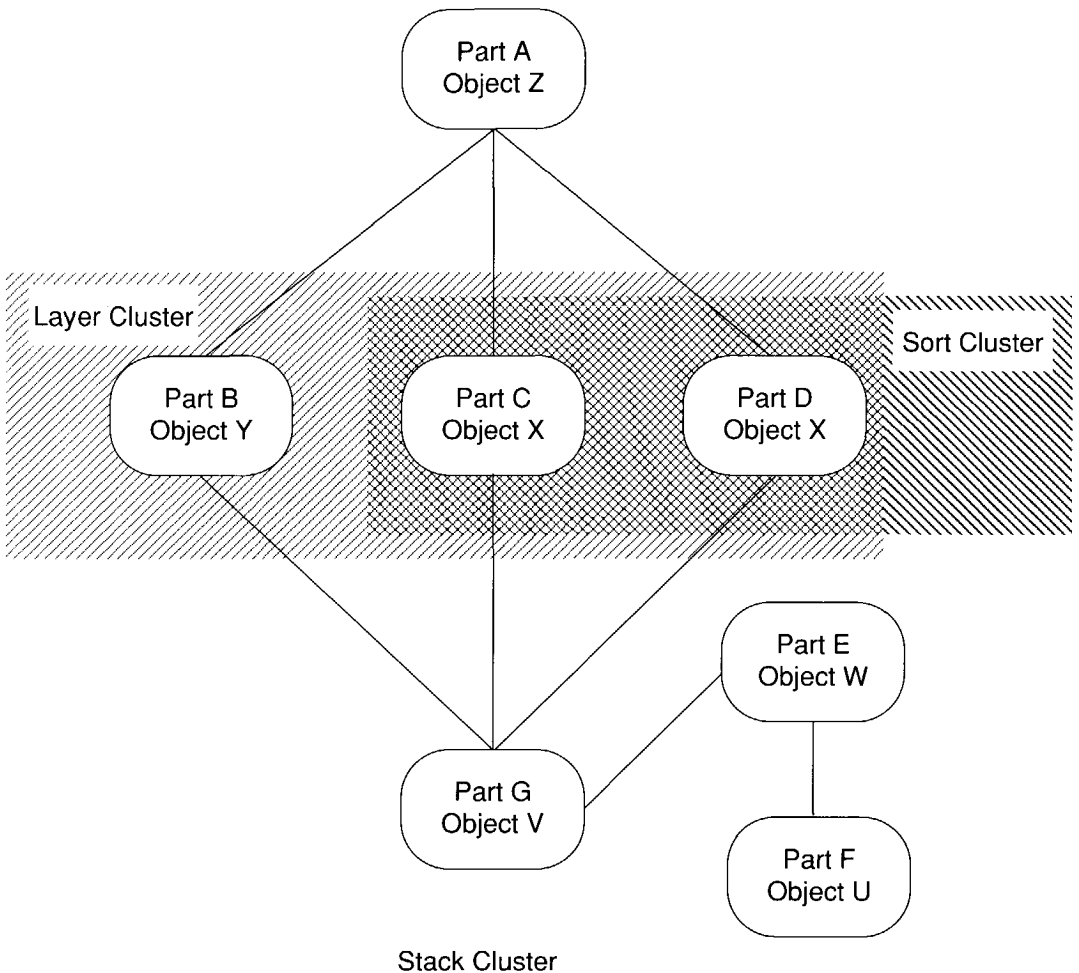 Part A
Object Z
Layer Cluster
Sort Cluster
Part B
Object Y
Part C
Object X
Part D
Object X
Part E
Object W
Part G
Object V
Part F
Object U
Stack Cluster